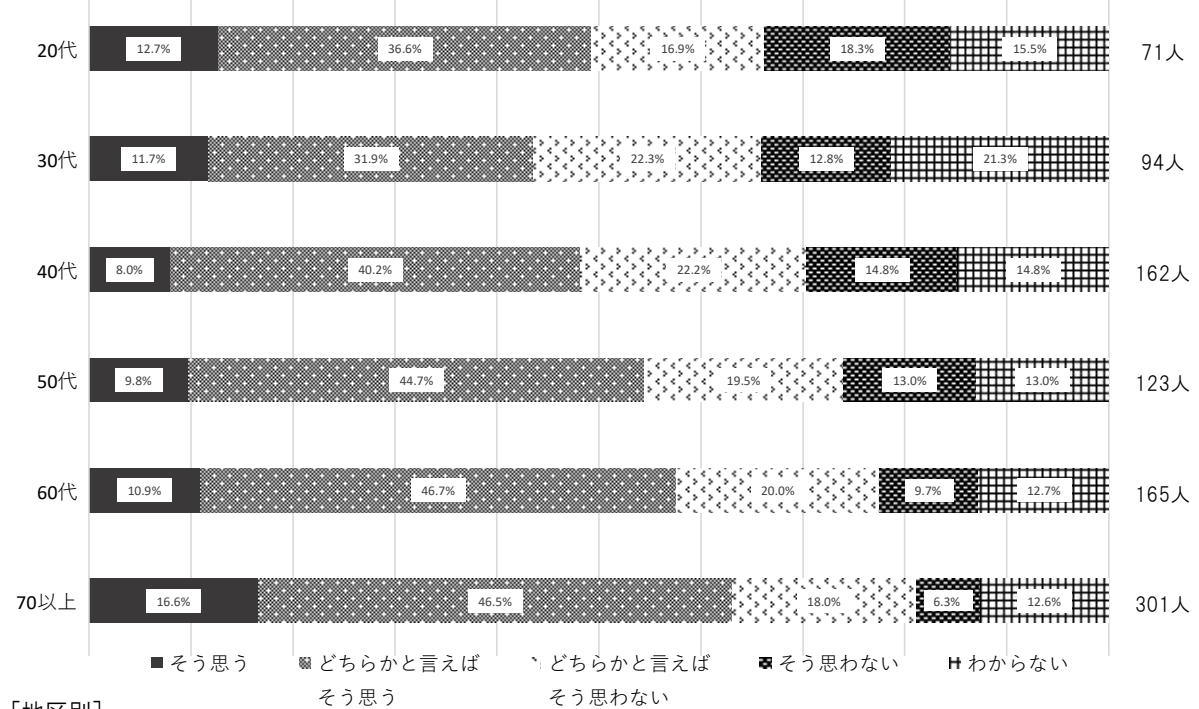 20代 12.7% 36.6% 16.9% 18.3% 15.5% 71人
30代 11.7% 31.9% 22.3% 12.8% 21.3% 94人
40代 8.0% 40.2% 22.2% 14.8% 14.8% 162人
50代 9.8% 44.7% 19.5% 13.0% 13.0% 123人
60代 10.9% 46.7% 20.0% 9.7% 12.7% 165人
70以上 16.6% 46.5% 18.0% 6.3% 12.6% 301人
そう思う どちらかと言えば どちらかと言えば そう思わない わからない
そう思う そう思わない
[地区別]